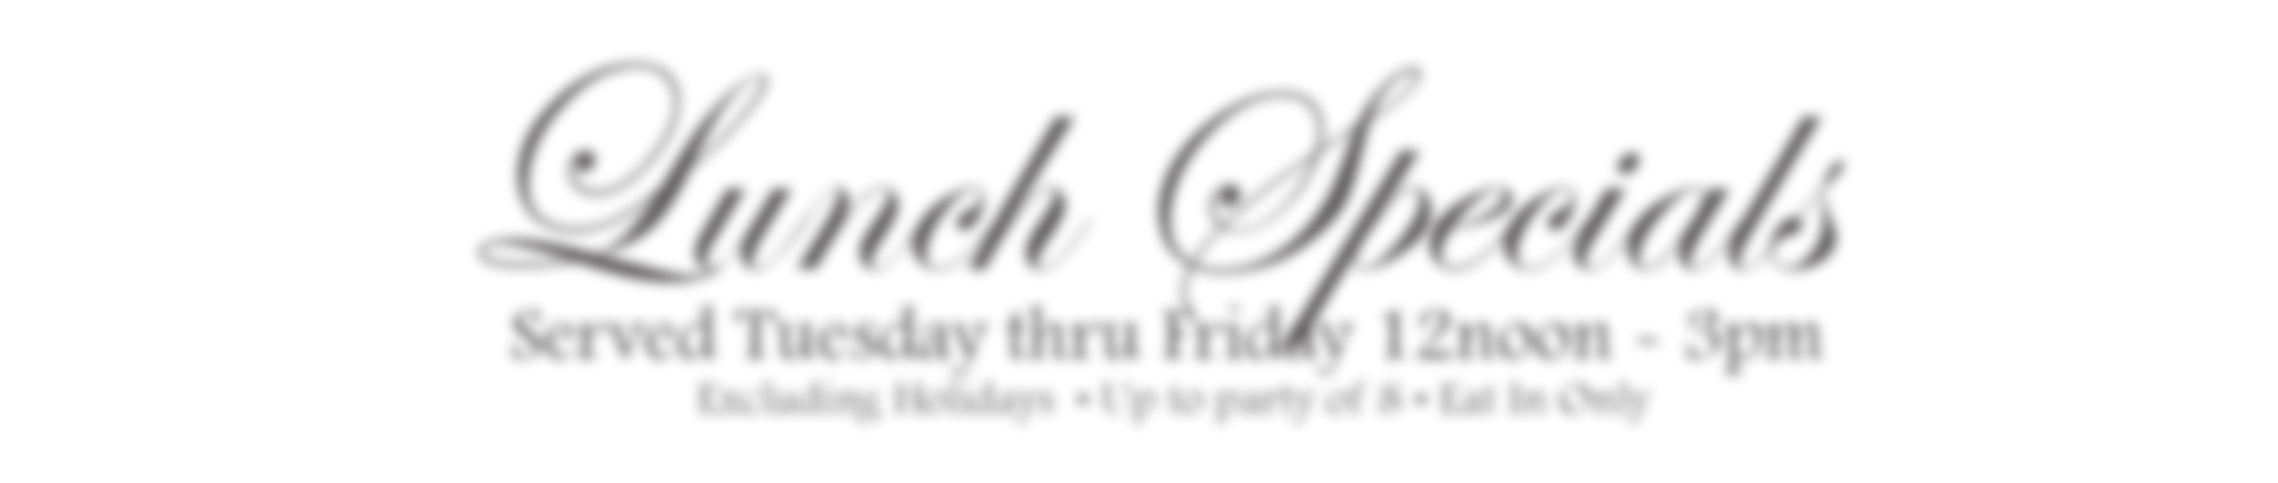 Lunch Specials
Served Tuesday thru Friday 12noon - 3pm
Excluding Holidays • Up to party of 8 • Eat In Only